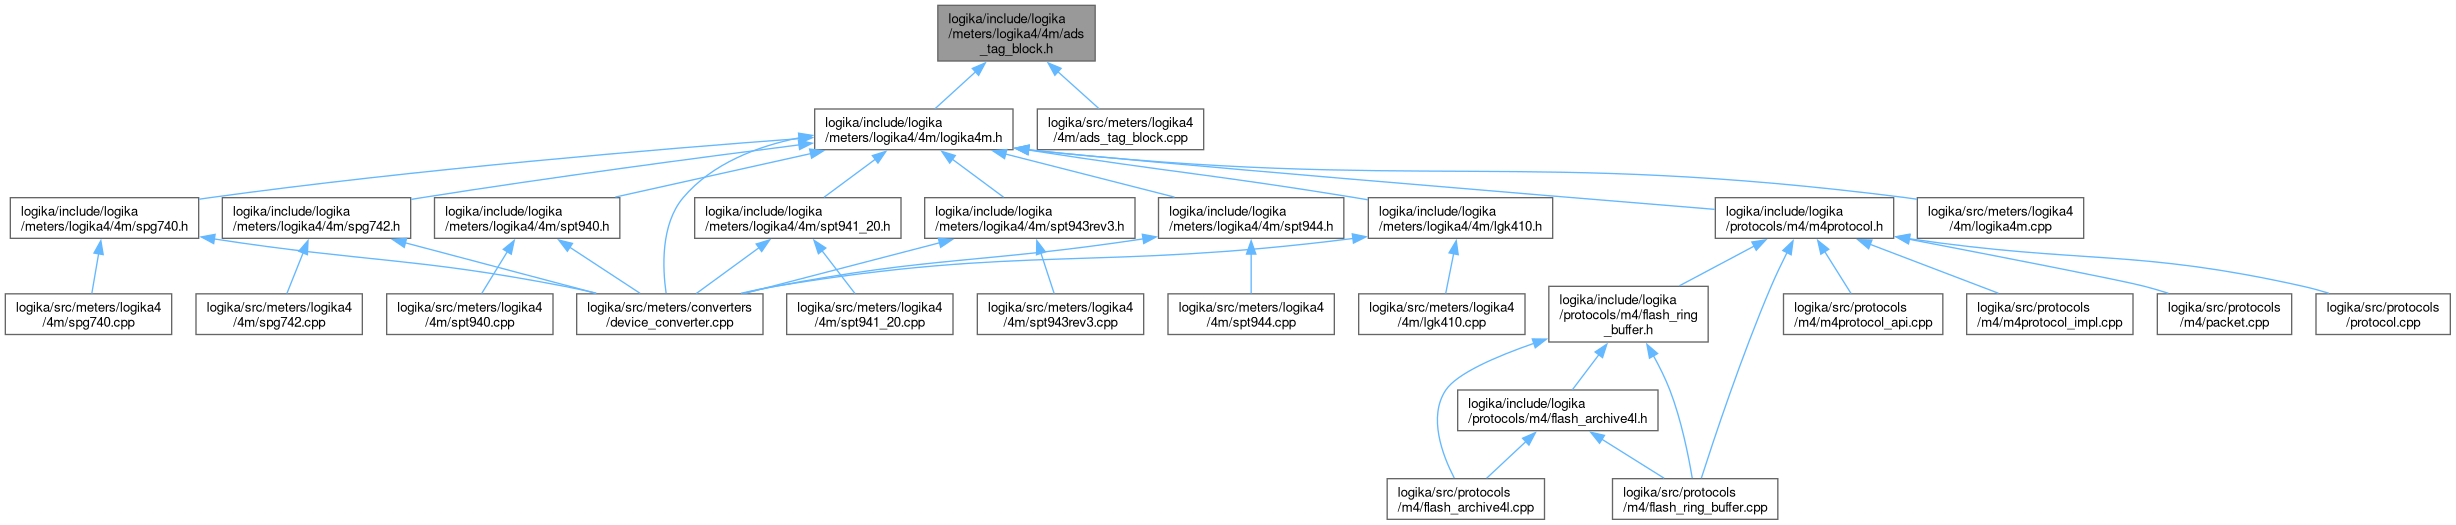 logika/include/logika
/meters/logika4/4m/ads
_tag_block.h
logika/include/logika
/meters/logika4/4m/logika4m.h
logika/src/meters/logika4
/4m/ads_tag_block.cpp
logika/include/logika
/meters/logika4/4m/spg740.h
logika/include/logika
/meters/logika4/4m/spg742.h
logika/include/logika
/meters/logika4/4m/spt940.h
logika/include/logika
/meters/logika4/4m/spt941_20.h
logika/include/logika
/meters/logika4/4m/spt943rev3.h
logika/include/logika
/meters/logika4/4m/spt944.h
logika/include/logika
/meters/logika4/4m/lgk410.h
logika/include/logika
/protocols/m4/m4protocol.h
logika/src/meters/logika4
/4m/logika4m.cpp
logika/src/meters/logika4
/4m/spg740.cpp
logika/src/meters/logika4
/4m/spg742.cpp
logika/src/meters/logika4
/4m/spt940.cpp
logika/src/meters/converters
/device_converter.cpp
logika/src/meters/logika4
/4m/spt941_20.cpp
logika/src/meters/logika4
/4m/spt943rev3.cpp
logika/src/meters/logika4
/4m/spt944.cpp
logika/src/meters/logika4
/4m/lgk410.cpp
logika/include/logika
/protocols/m4/flash_ring
_buffer.h
logika/src/protocols
/m4/m4protocol_api.cpp
logika/src/protocols
/m4/m4protocol_impl.cpp
logika/src/protocols
/m4/packet.cpp
logika/src/protocols
/protocol.cpp
logika/include/logika
/protocols/m4/flash_archive4l.h
logika/src/protocols
/m4/flash_archive4l.cpp
logika/src/protocols
/m4/flash_ring_buffer.cpp